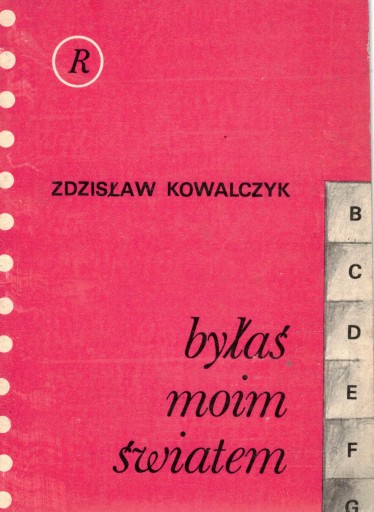 R
ZDZISŁAW KOWALCZYK
B
C
D
E
F
G
byłaś
moim
światem